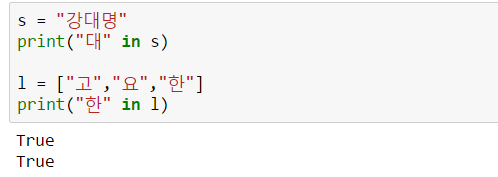 s = "강대명"
print("대" in s)
l = ["고","요","한"]
print("한" in l)
True
True